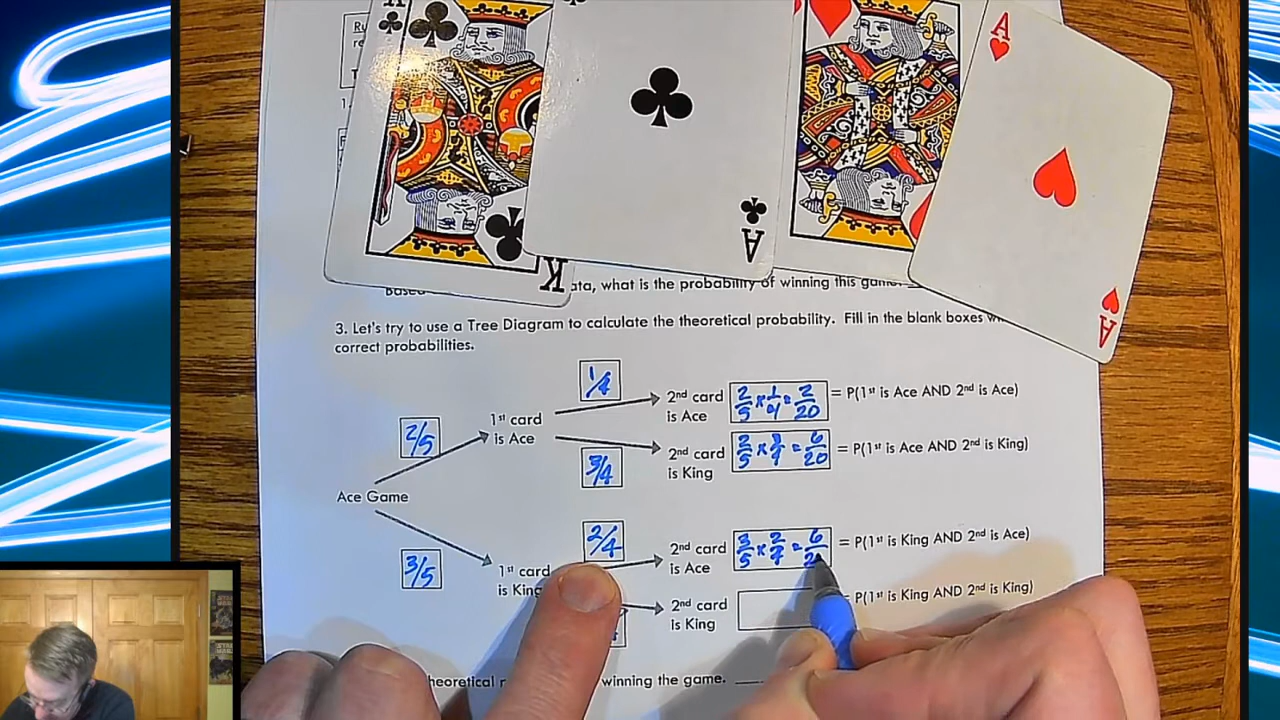 A
K
A
A
ata, what is the probability of winning this game
3. Let's try to use a Tree Diagram to calculate the theoretical probability. Fill in the blank boxes
correct probabilities.
1/4
2nd card is Ace
2/5 x 1/4 = 2/20
= P(1st is Ace AND 2nd is Ace)
2/5
1st card is Ace
3/4
2nd card is King
2/5 x 3/4 = 6/20
= P(1st is Ace AND 2nd is King)
Ace Game
3/5
1st card is King
2/4
2nd card is Ace
3/5 x 2/4 = 6/2
= P(1st is King AND 2nd is Ace)
2nd card is King
= P(1st is King AND 2nd is King)
heoretical
winning the game.